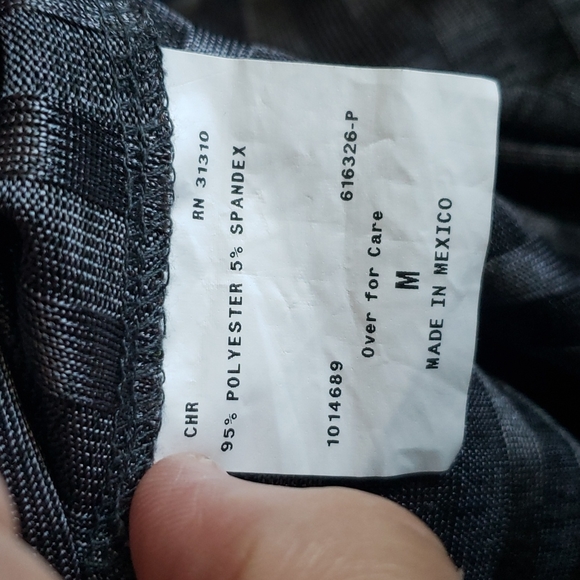 CHR RN 31310
95% POLYESTER 5% SPANDEX
1014689 616326-P
Over for Care
M
MADE IN MEXICO